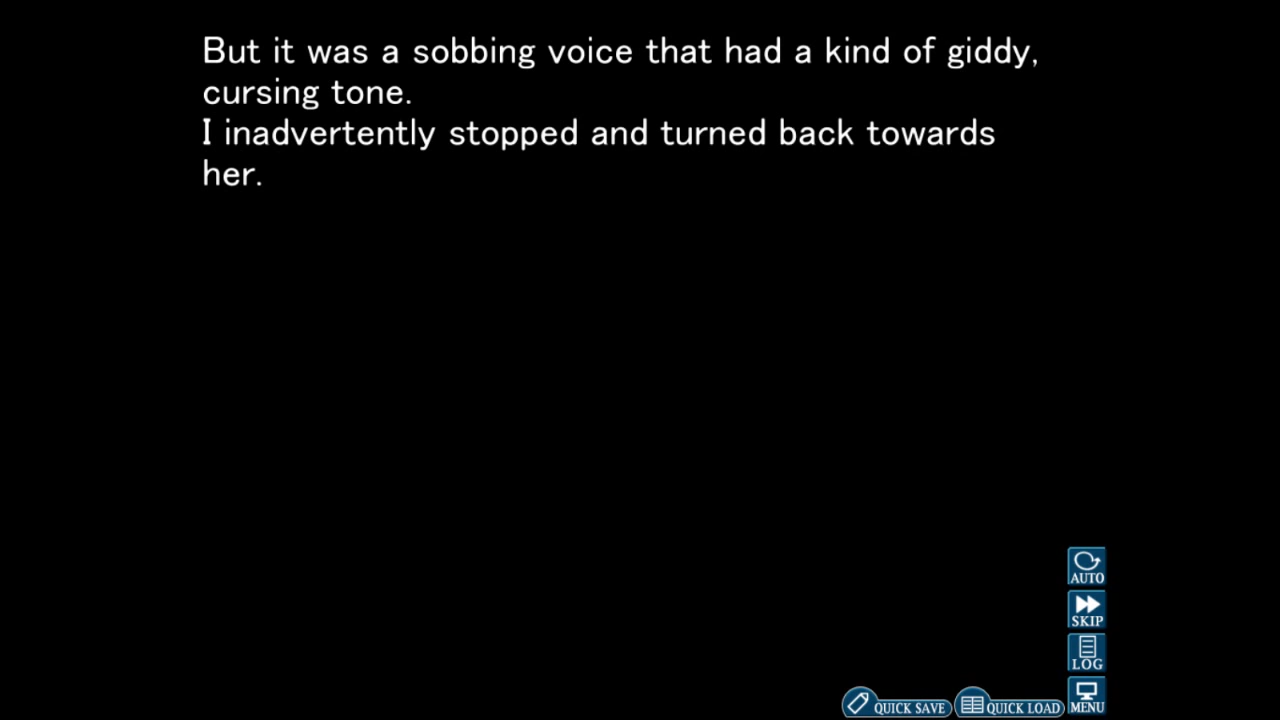 But it was a sobbing voice that had a kind of giddy,
cursing tone.
I inadvertently stopped and turned back towards
her.
AUTO
SKIP
LOG
QUICK SAVE
QUICK LOAD
MENU